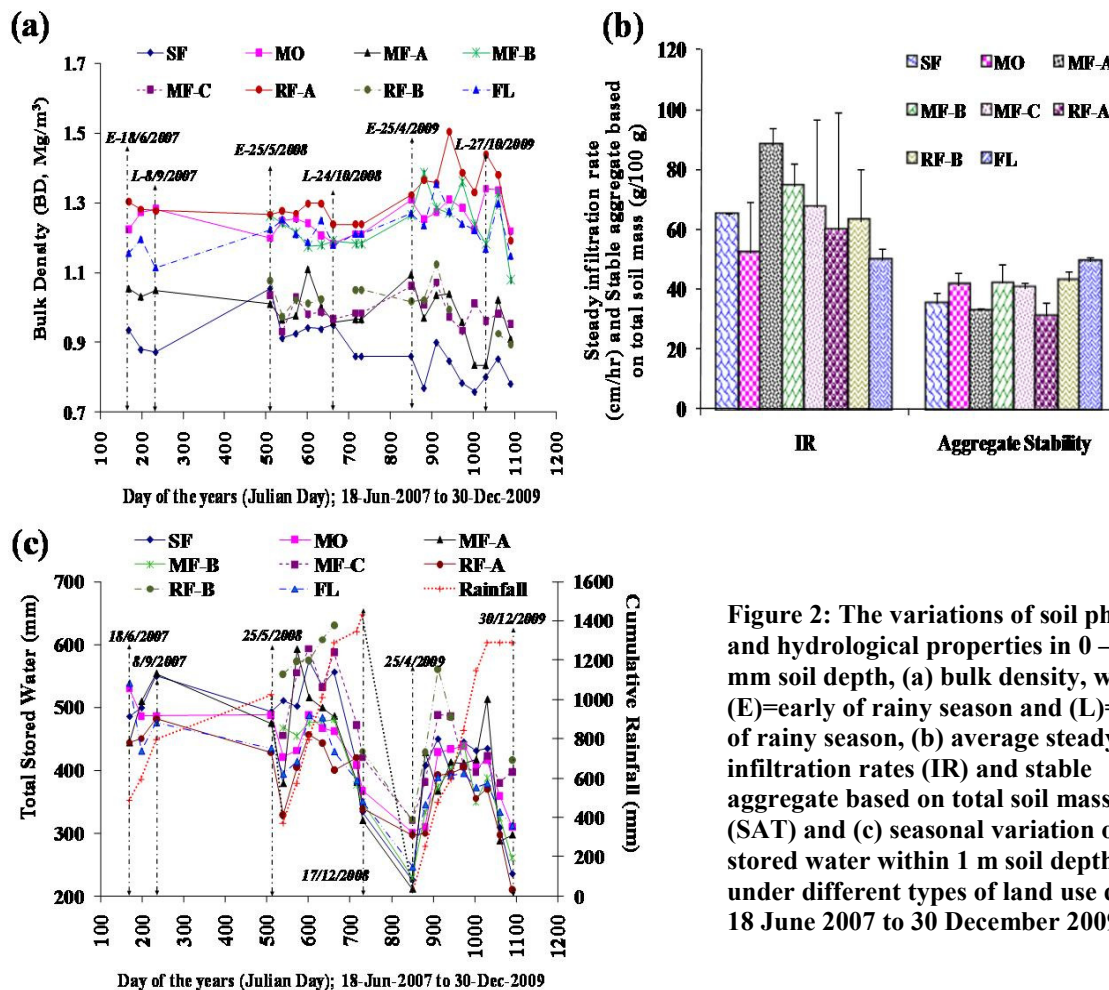 (a)
SF MO MF-A MF-B
MF-C RF-A RF-B FL
Bulk Density (BD, Mg/m³)
1.7
1.5
1.3
1.1
0.9
0.7
E-18/6/2007
L-8/9/2007
E-25/5/2008
L-24/10/2008
E-25/4/2009
L-27/10/2009
100 200 300 400 500 600 700 800 900 1000 1100 1200
Day of the years (Julian Day); 18-Jun-2007 to 30-Dec-2009
(b)
Steady infiltration rate
(cm/hr) and Stable aggregate based
on total soil mass (g/100 g)
120
100
80
60
40
20
0
SF MO MF-A
MF-B MF-C RF-A
RF-B FL
IR Aggregate Stability
(c)
SF MO MF-A
MF-B MF-C RF-A
RF-B FL Rainfall
Total Stored Water (mm)
700
600
500
400
300
200
18/6/2007
8/9/2007
25/5/2008
17/12/2008
25/4/2009
30/12/2009
1600
1400
1200
1000
800
600
400
200
0
Cumulative Rainfall (mm)
100 200 300 400 500 600 700 800 900 1000 1100 1200
Day of the years (Julian Day); 18-Jun-2007 to 30-Dec-2009
Figure 2: The variations of soil ph
and hydrological properties in 0 –
mm soil depth, (a) bulk density, w
(E)=early of rainy season and (L)=
of rainy season, (b) average steady
infiltration rates (IR) and stable
aggregate based on total soil mass
(SAT) and (c) seasonal variation o
stored water within 1 m soil depth
under different types of land use
18 June 2007 to 30 December 2009